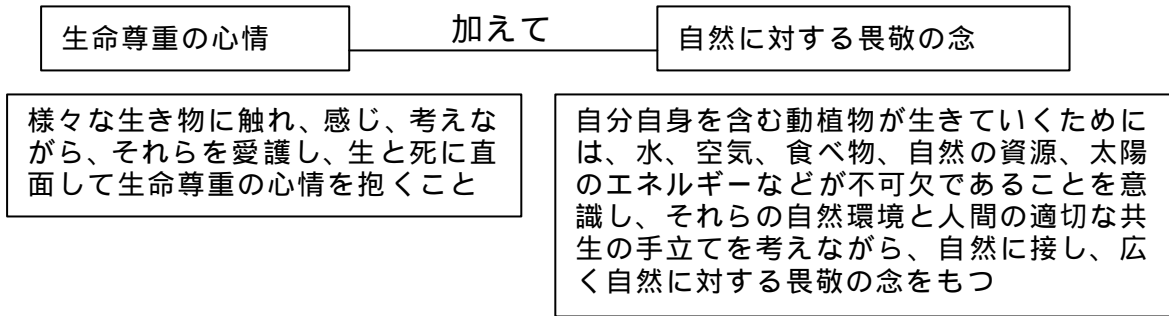 生命尊重の心情
加えて
自然に対する畏敬の念
様々な生き物に触れ、感じ、考えな
がら、それらを愛護し、生と死に直
面して生命尊重の心情を抱くこと
自分自身を含む動植物が生きていくために
は、水、空気、食べ物、自然の資源、太陽
のエネルギーなどが不可欠であることを意
識し、それらの自然環境と人間の適切な共
生の手立てを考えながら、自然に接し、広
く自然に対する畏敬の念をもつ